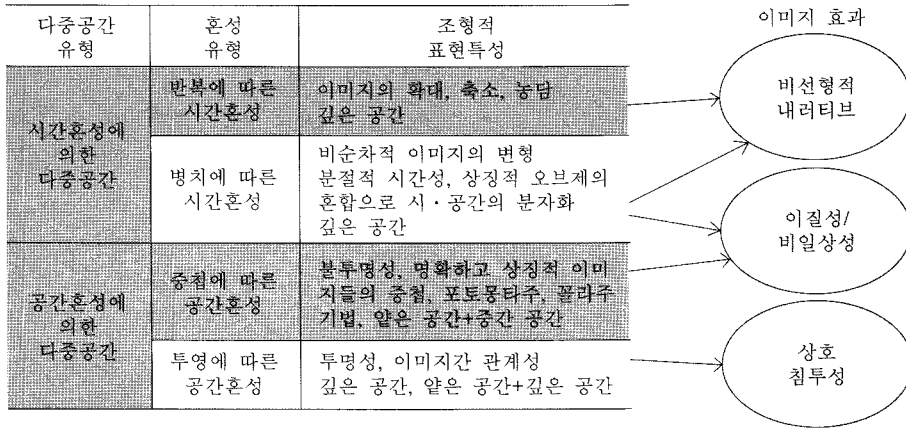 다중공간
유형
혼성
유형
조형적
표현특성
이미지 효과
시간혼성에
의한
다중공간
반복에 따른
시간혼성
이미지의 확대, 축소, 농담
깊은 공간
병치에 따른
시간혼성
비순차적 이미지의 변형
분절적 시간성, 상징적 오브제의
혼합으로 시·공간의 분자화
깊은 공간
공간혼성에
의한
다중공간
중첩에 따른
공간혼성
불투명성, 명확하고 상징적 이미
지들의 중첩, 포토몽타주, 꼴라주
기법, 얕은 공간+중간 공간
투영에 따른
공간혼성
투명성, 이미지간 관계성
깊은 공간, 얕은 공간+깊은 공간
비선형적
내러티브
이질성/
비일상성
상호
침투성